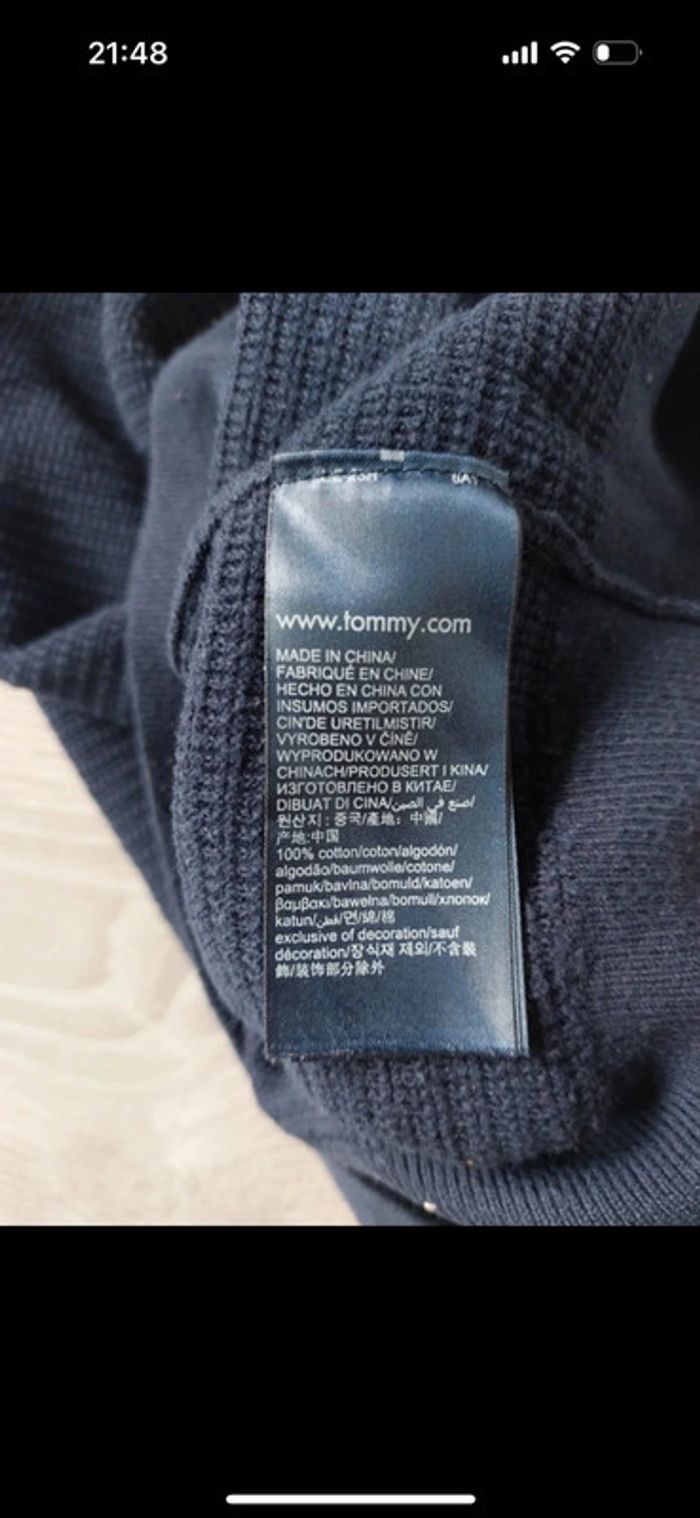 21:48
www.tommy.com
MADE IN CHINA/
FABRIQUÉ EN CHINE/
HECHO EN CHINA CON
INSUMOS IMPORTADOS/
CIN'DE URETILMISTIR/
VYROBENO V ČÍNĚ/
WYPRODUKOWANO W
CHINACH/PRODUSERT I KINA/
ИЗГОТОВЛЕНО В КИТАЕ/
DIBUAT DI CINA/صنع في الصين/
원산지 : 중국/產地: 中國/
产地:中国
100% cotton/coton/algodón/
algodão/baumwolle/cotone/
pamuk/bavlna/bomuld/katoen/
βαμβακι/bawełna/bomull/хлопок/
katun/قطن/면/綿/棉
exclusive of decoration/sauf
décoration/장식재 제외/不含裝
飾/装饰部分除外